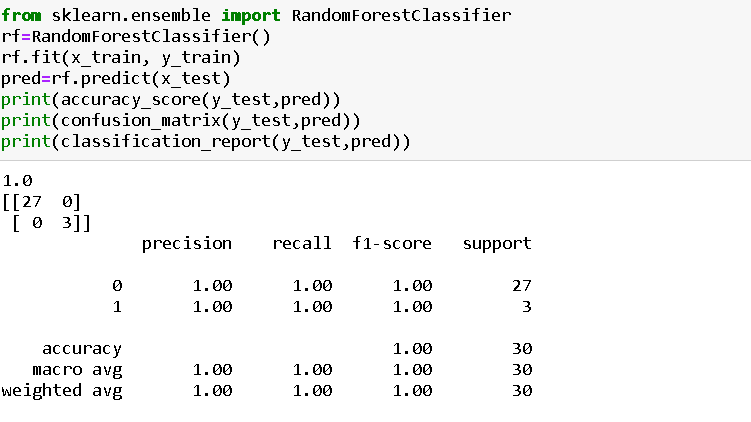 from sklearn.ensemble import RandomForestClassifier
rf=RandomForestClassifier()
rf.fit(x_train, y_train)
pred=rf.predict(x_test)
print(accuracy_score(y_test,pred))
print(confusion_matrix(y_test,pred))
print(classification_report(y_test,pred))
1.0
[[27  0]
 [ 0  3]]
              precision    recall  f1-score   support
           0       1.00      1.00      1.00        27
           1       1.00      1.00      1.00         3
    accuracy                           1.00        30
   macro avg       1.00      1.00      1.00        30
weighted avg       1.00      1.00      1.00        30